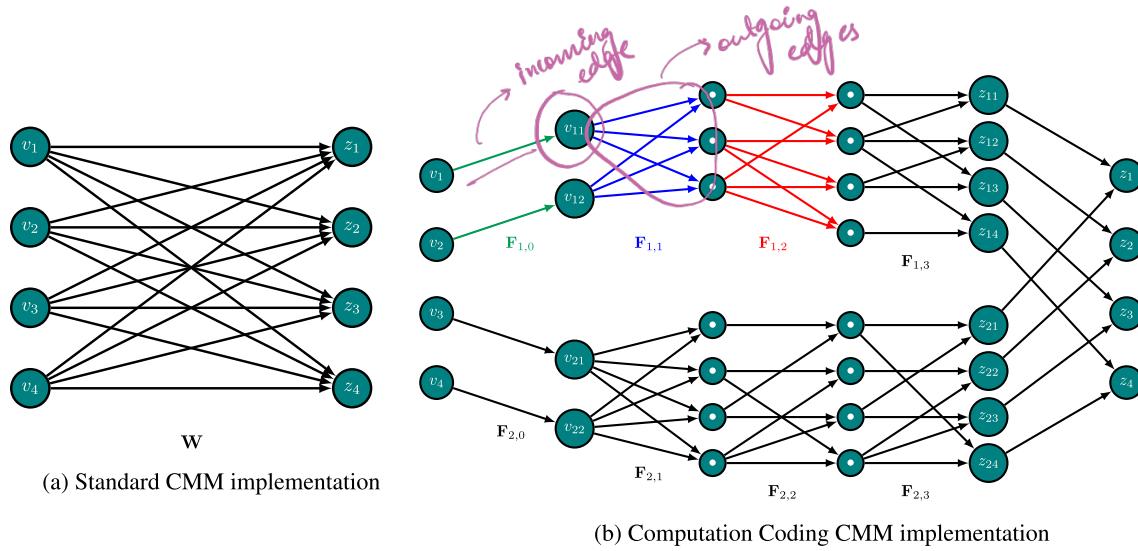 incoming
edge
outgoing
edges
v₁
v₂
v₃
v₄
z₁
z₂
z₃
z₄
W
(a) Standard CMM implementation
v₁
v₂
v₃
v₄
v₁₁
v₁₂
F₁,₀
F₁,₁
F₁,₂
F₁,₃
z₁₁
z₁₂
z₁₃
z₁₄
v₂₁
v₂₂
F₂,₀
F₂,₁
F₂,₂
F₂,₃
z₂₁
z₂₂
z₂₃
z₂₄
z₁
z₂
z₃
z₄
(b) Computation Coding CMM implementation